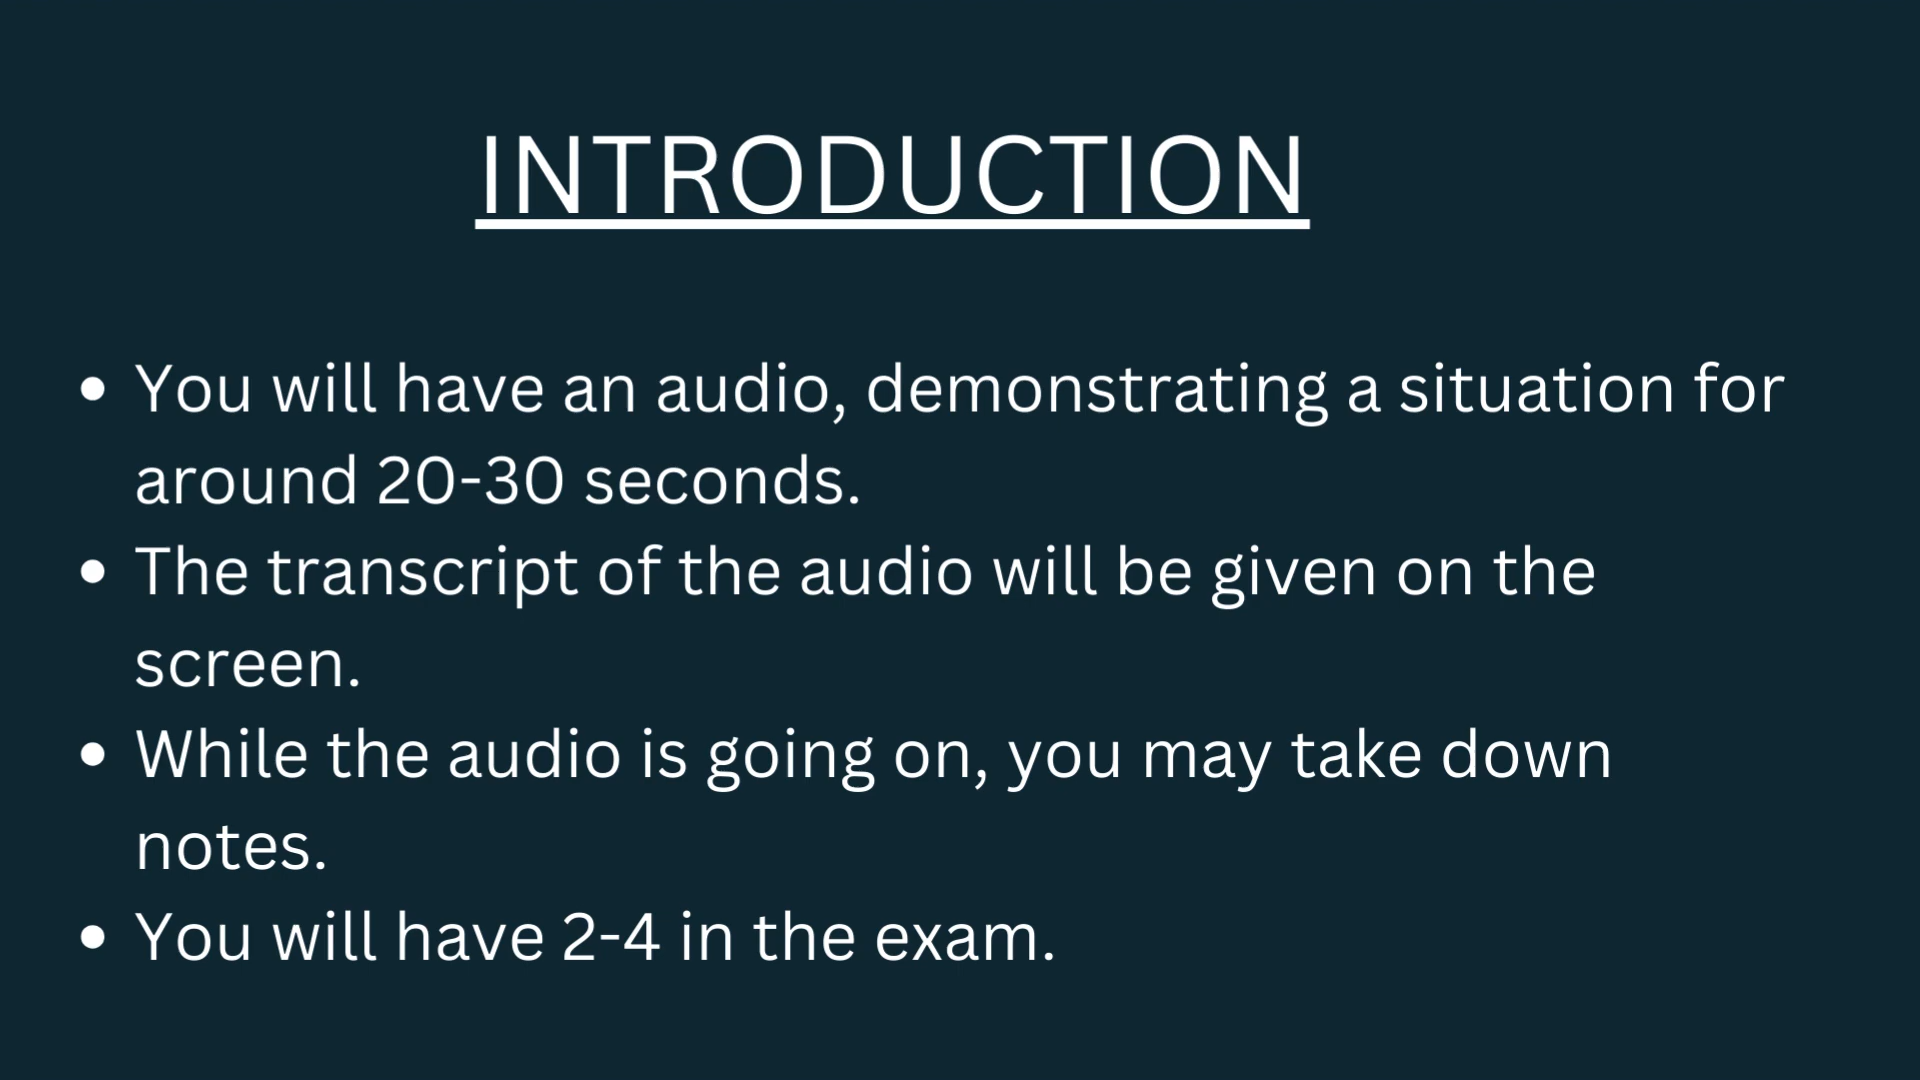 INTRODUCTION
• You will have an audio, demonstrating a situation for
around 20-30 seconds.
• The transcript of the audio will be given on the
screen.
• While the audio is going on, you may take down
notes.
• You will have 2-4 in the exam.